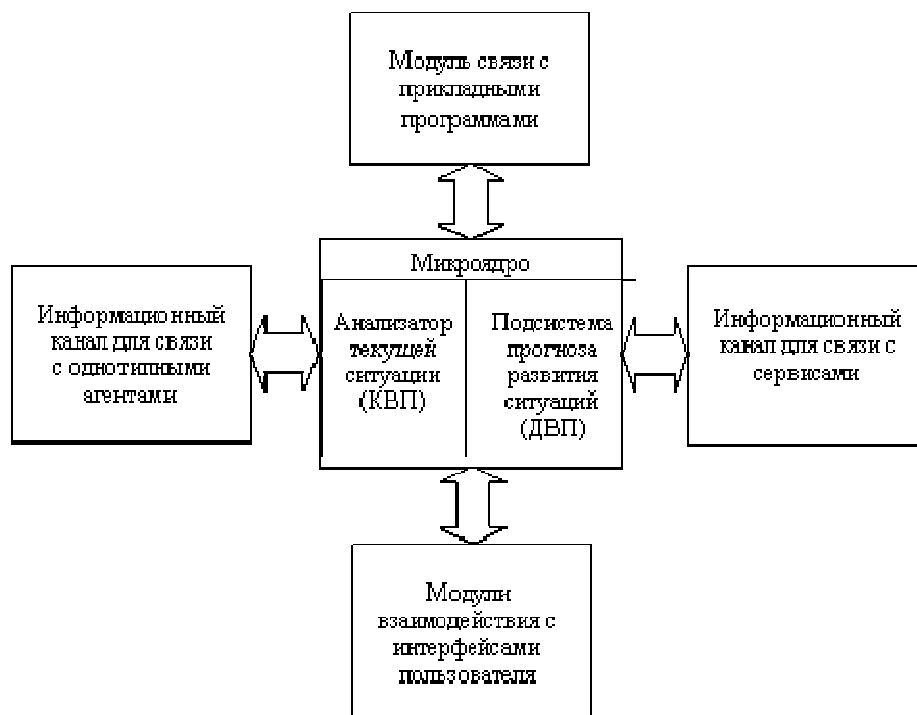 Модуль связи с
прикладными
программами
Микроядро
Информационный
канал для связи
с однотипными
агентами
Анализатор
текущей
ситуации
(КВП)
Подсистема
прогноза
развития
ситуаций
(ДВП)
Информационный
канал для связи с
сервисами
Модули
взаимодействия с
интерфейсами
пользователя